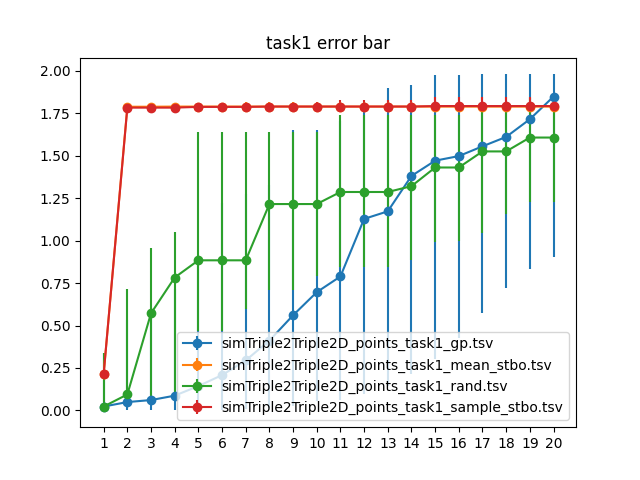 task1 error bar
2.00
1.75
1.50
1.25
1.00
0.75
0.50
0.25
0.00
simTriple2Triple2D_points_task1_gp.tsv
simTriple2Triple2D_points_task1_mean_stbo.tsv
simTriple2Triple2D_points_task1_rand.tsv
simTriple2Triple2D_points_task1_sample_stbo.tsv
1 2 3 4 5 6 7 8 9 10 11 12 13 14 15 16 17 18 19 20